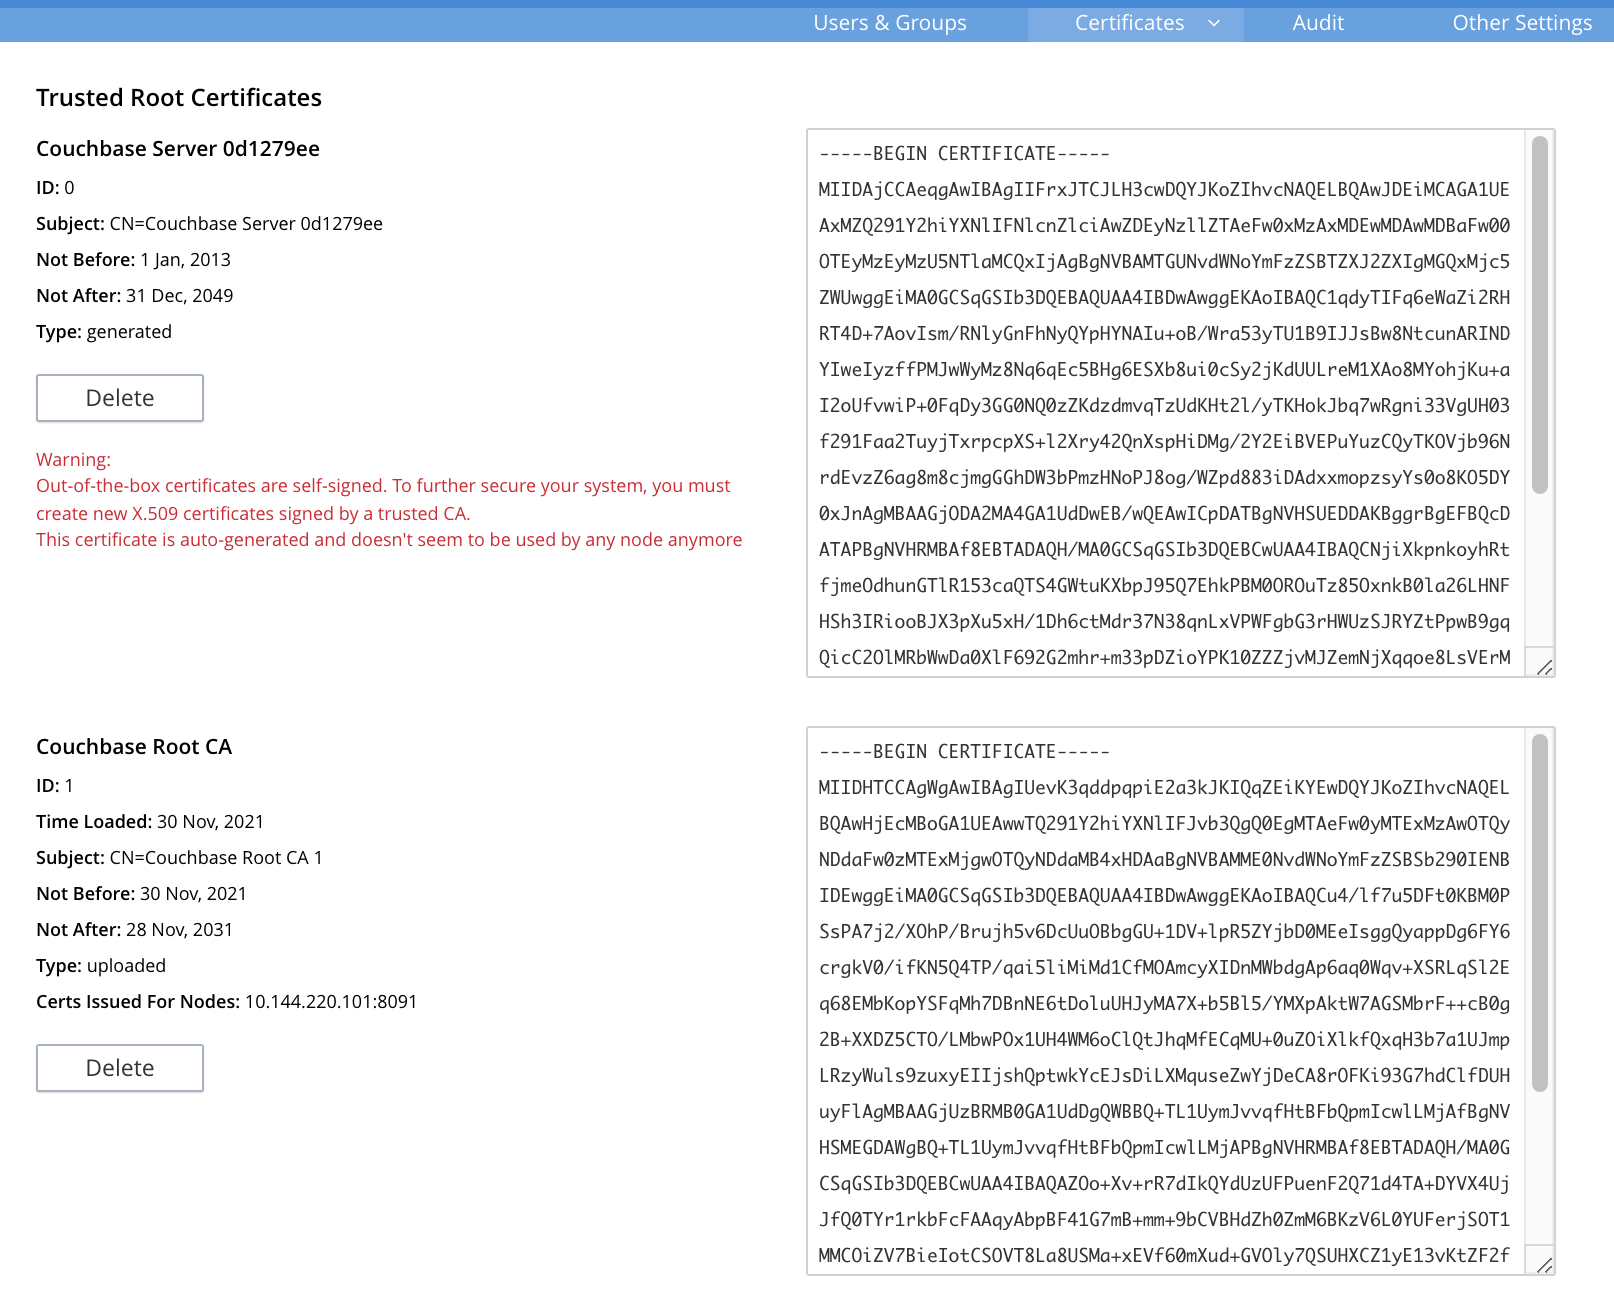 Users & Groups
Certificates
Audit
Other Settings
Trusted Root Certificates
Couchbase Server 0d1279ee
ID: 0
Subject: CN=Couchbase Server 0d1279ee
Not Before: 1 Jan, 2013
Not After: 31 Dec, 2049
Type: generated
Delete
Warning:
Out-of-the-box certificates are self-signed. To further secure your system, you must
create new X.509 certificates signed by a trusted CA.
This certificate is auto-generated and doesn't seem to be used by any node anymore
-----BEGIN CERTIFICATE-----
MIIDAjCCAeqgAwIBAgIIFrxJTCJLH3cwDQYJKoZIhvcNAQELBQAwJDEiMCAGA1UE
AxMZQ291Y2hiYXNlIFNlcnZlciAwZDEyNzllZTAeFw0xMzAxMDEwMDAwMDBaFw00
OTEyMzEyMzU5NTlaMCQxIjAgBgNVBAMTGUNvdWNoYmFzZSBTZXJ2ZXIgMGQxMjc5
ZWUwggEiMA0GCSqGSIb3DQEBAQUAA4IBDwAwggEKAoIBAQC1qdyTIFq6eWaZi2RH
RT4D+7AovIsm/RNlyGnFhNyQYpHYNAIu+oB/Wra53yTU1B9IJJsBw8NtcunARIND
YIweIyzffPMJwWyMz8Nq6qEc5BHg6ESXb8ui0cSy2jKdUULreM1XAo8MYohjKu+a
I2oUfvwiP+0FqDy3GG0NQ0zZKdzdmvqTzUdKHt2l/yTKHokJbq7wRgni33VgUH03
f291Faa2TuyjTxrpcpXS+l2Xry42QnXspHiDMg/2Y2EiBVEPuYuzCQyTKOVjb96N
rdEvzZ6ag8m8cjmgGGhDW3bPmzHNoPJ8og/WZpd883iDAdxxmopzsyYs0o8KO5DY
0xJnAgMBAAGjODA2MA4GA1UdDwEB/wQEAwICpDATBgNVHSUEDDAKBggrBgEFBQcD
ATAPBgNVHRMBAf8EBTADAQH/MA0GCSqGSIb3DQEBCwUAA4IBAQCNjiXkpnkoyhRt
fjmeOdhunGTlR153caQTS4GWtuKXbpJ95Q7EhkPBM0OROuTz85OxnkB0la26LHNF
HSh3IRiooBJX3pXu5xH/1Dh6ctMdr37N38qnLxVPWFgbG3rHWUzSJRYZtPpwB9gq
QicC2OlMRbWwDa0XlF692G2mhr+m33pDZioYPK10ZZZjvMJZemNjXqqoe8LsVErM
Couchbase Root CA
ID: 1
Time Loaded: 30 Nov, 2021
Subject: CN=Couchbase Root CA 1
Not Before: 30 Nov, 2021
Not After: 28 Nov, 2031
Type: uploaded
Certs Issued For Nodes: 10.144.220.101:8091
Delete
-----BEGIN CERTIFICATE-----
MIIDHTCCAgWgAwIBAgIUevK3qddpqpiE2a3kJKIQqZEiKYEwDQYJKoZIhvcNAQEL
BQAwHjEcMBoGA1UEAwwTQ291Y2hiYXNlIFJvb3QgQ0EgMTAeFw0yMTExMzAwOTQy
NDdaFw0zMTExMjgwOTQyNDdaMB4xHDAaBgNVBAMME0NvdWNoYmFzZSBSb290IENB
IDEwggEiMA0GCSqGSIb3DQEBAQUAA4IBDwAwggEKAoIBAQCu4/lf7u5DFt0KBM0P
SsPA7j2/XOhP/Brujh5v6DcUuOBbgGU+1DV+lpR5ZYjbD0MEeIsggQyappDg6FY6
crgkV0/ifKN5Q4TP/qai5liMiMd1CfMOAmcyXIDnMWbdgAp6aq0Wqv+XSRLqSl2E
q68EMbKopYSFqMh7DBnNE6tDoluUHJyMA7X+b5Bl5/YMXpAktW7AGSMbrF++cB0g
2B+XXDZ5CTO/LMbwPOx1UH4WM6oClQtJhqMfECqMU+0uZOiXlkfQxqH3b7a1UJmp
LRzyWuls9zuxyEIIjshQptwkYcEJsDiLXMquseZwYjDeCA8rOFKi93G7hdClfDUH
uyFlAgMBAAGjUzBRMB0GA1UdDgQWBBQ+TL1UymJvvqfHtBFbQpmIcwlLMjAfBgNV
HSMEGDAWgBQ+TL1UymJvvqfHtBFbQpmIcwlLMjAPBgNVHRMBAf8EBTADAQH/MA0G
CSqGSIb3DQEBCwUAA4IBAQAZOo+Xv+rR7dIkQYdUzUFPuenF2Q71d4TA+DYVX4Uj
JfQ0TYr1rkbFcFAAqyAbpBF41G7mB+mm+9bCVBHdZh0ZmM6BKzV6L0YUFerjSOT1
MMCOiZV7BieIotCSOVT8La8USMa+xEVf60mXud+GVOly7QSUHXCZ1yE13vKtZF2f